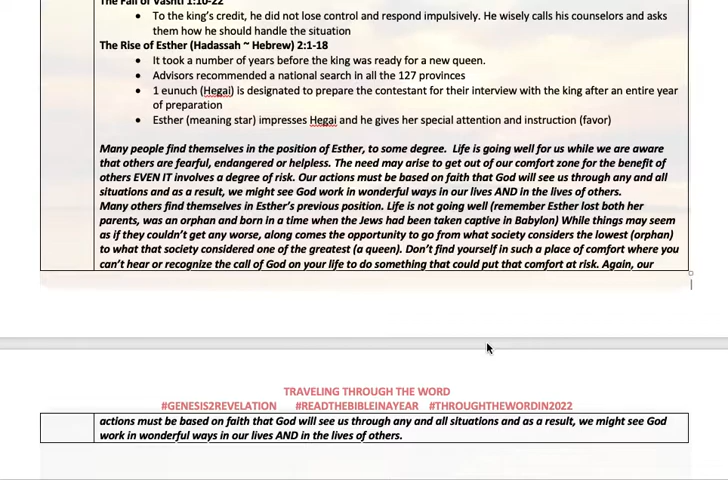 The Fall of Vashti 1:10-22
• To the king's credit, he did not lose control and respond impulsively. He wisely calls his counselors and asks
them how he should handle the situation
The Rise of Esther (Hadassah ~ Hebrew) 2:1-18
• It took a number of years before the king was ready for a new queen.
• Advisors recommended a national search in all the 127 provinces
• 1 eunuch (Hegai) is designated to prepare the contestant for their interview with the king after an entire year
of preparation
• Esther (meaning star) impresses Hegai and he gives her special attention and instruction (favor)
Many people find themselves in the position of Esther, to some degree. Life is going well for us while we are aware
that others are fearful, endangered or helpless. The need may arise to get out of our comfort zone for the benefit of
others EVEN IT involves a degree of risk. Our actions must be based on faith that God will see us through any and all
situations and as a result, we might see God work in wonderful ways in our lives AND in the lives of others.
Many others find themselves in Esther's previous position. Life is not going well (remember Esther lost both her
parents, was an orphan and born in a time when the Jews had been taken captive in Babylon) While things may seem
as if they couldn't get any worse, along comes the opportunity to go from what society considers the lowest (orphan)
to what that society considered one of the greatest (a queen). Don't find yourself in such a place of comfort where you
can't hear or recognize the call of God on your life to do something that could put that comfort at risk. Again, our
TRAVELING THROUGH THE WORD
#GENESIS2REVELATION #READTHEBIBLEINAYEAR #THROUGHTHEWORDIN2022
actions must be based on faith that God will see us through any and all situations and as a result, we might see God
work in wonderful ways in our lives AND in the lives of others.